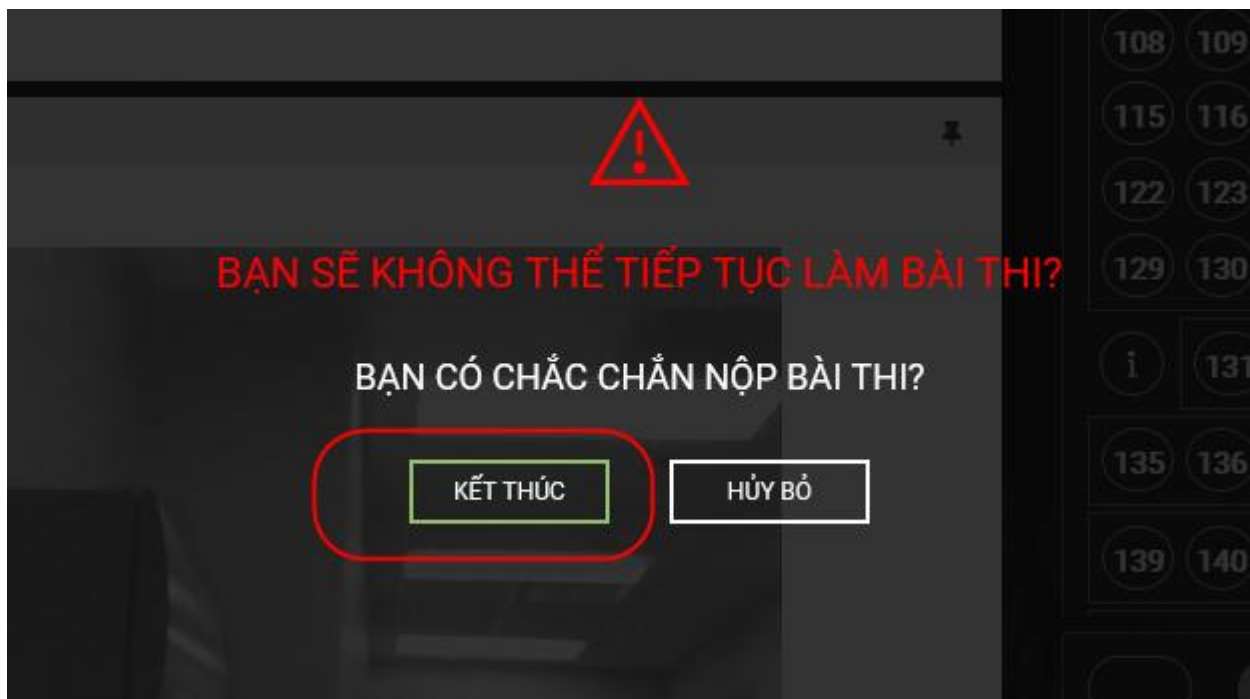 108 109
115 116
122 123
BẠN SẼ KHÔNG THỂ TIẾP TỤC LÀM BÀI THI?
129 130
BẠN CÓ CHẮC CHẮN NỘP BÀI THI?
i 131
KẾT THÚC HỦY BỎ
135 136
139 140